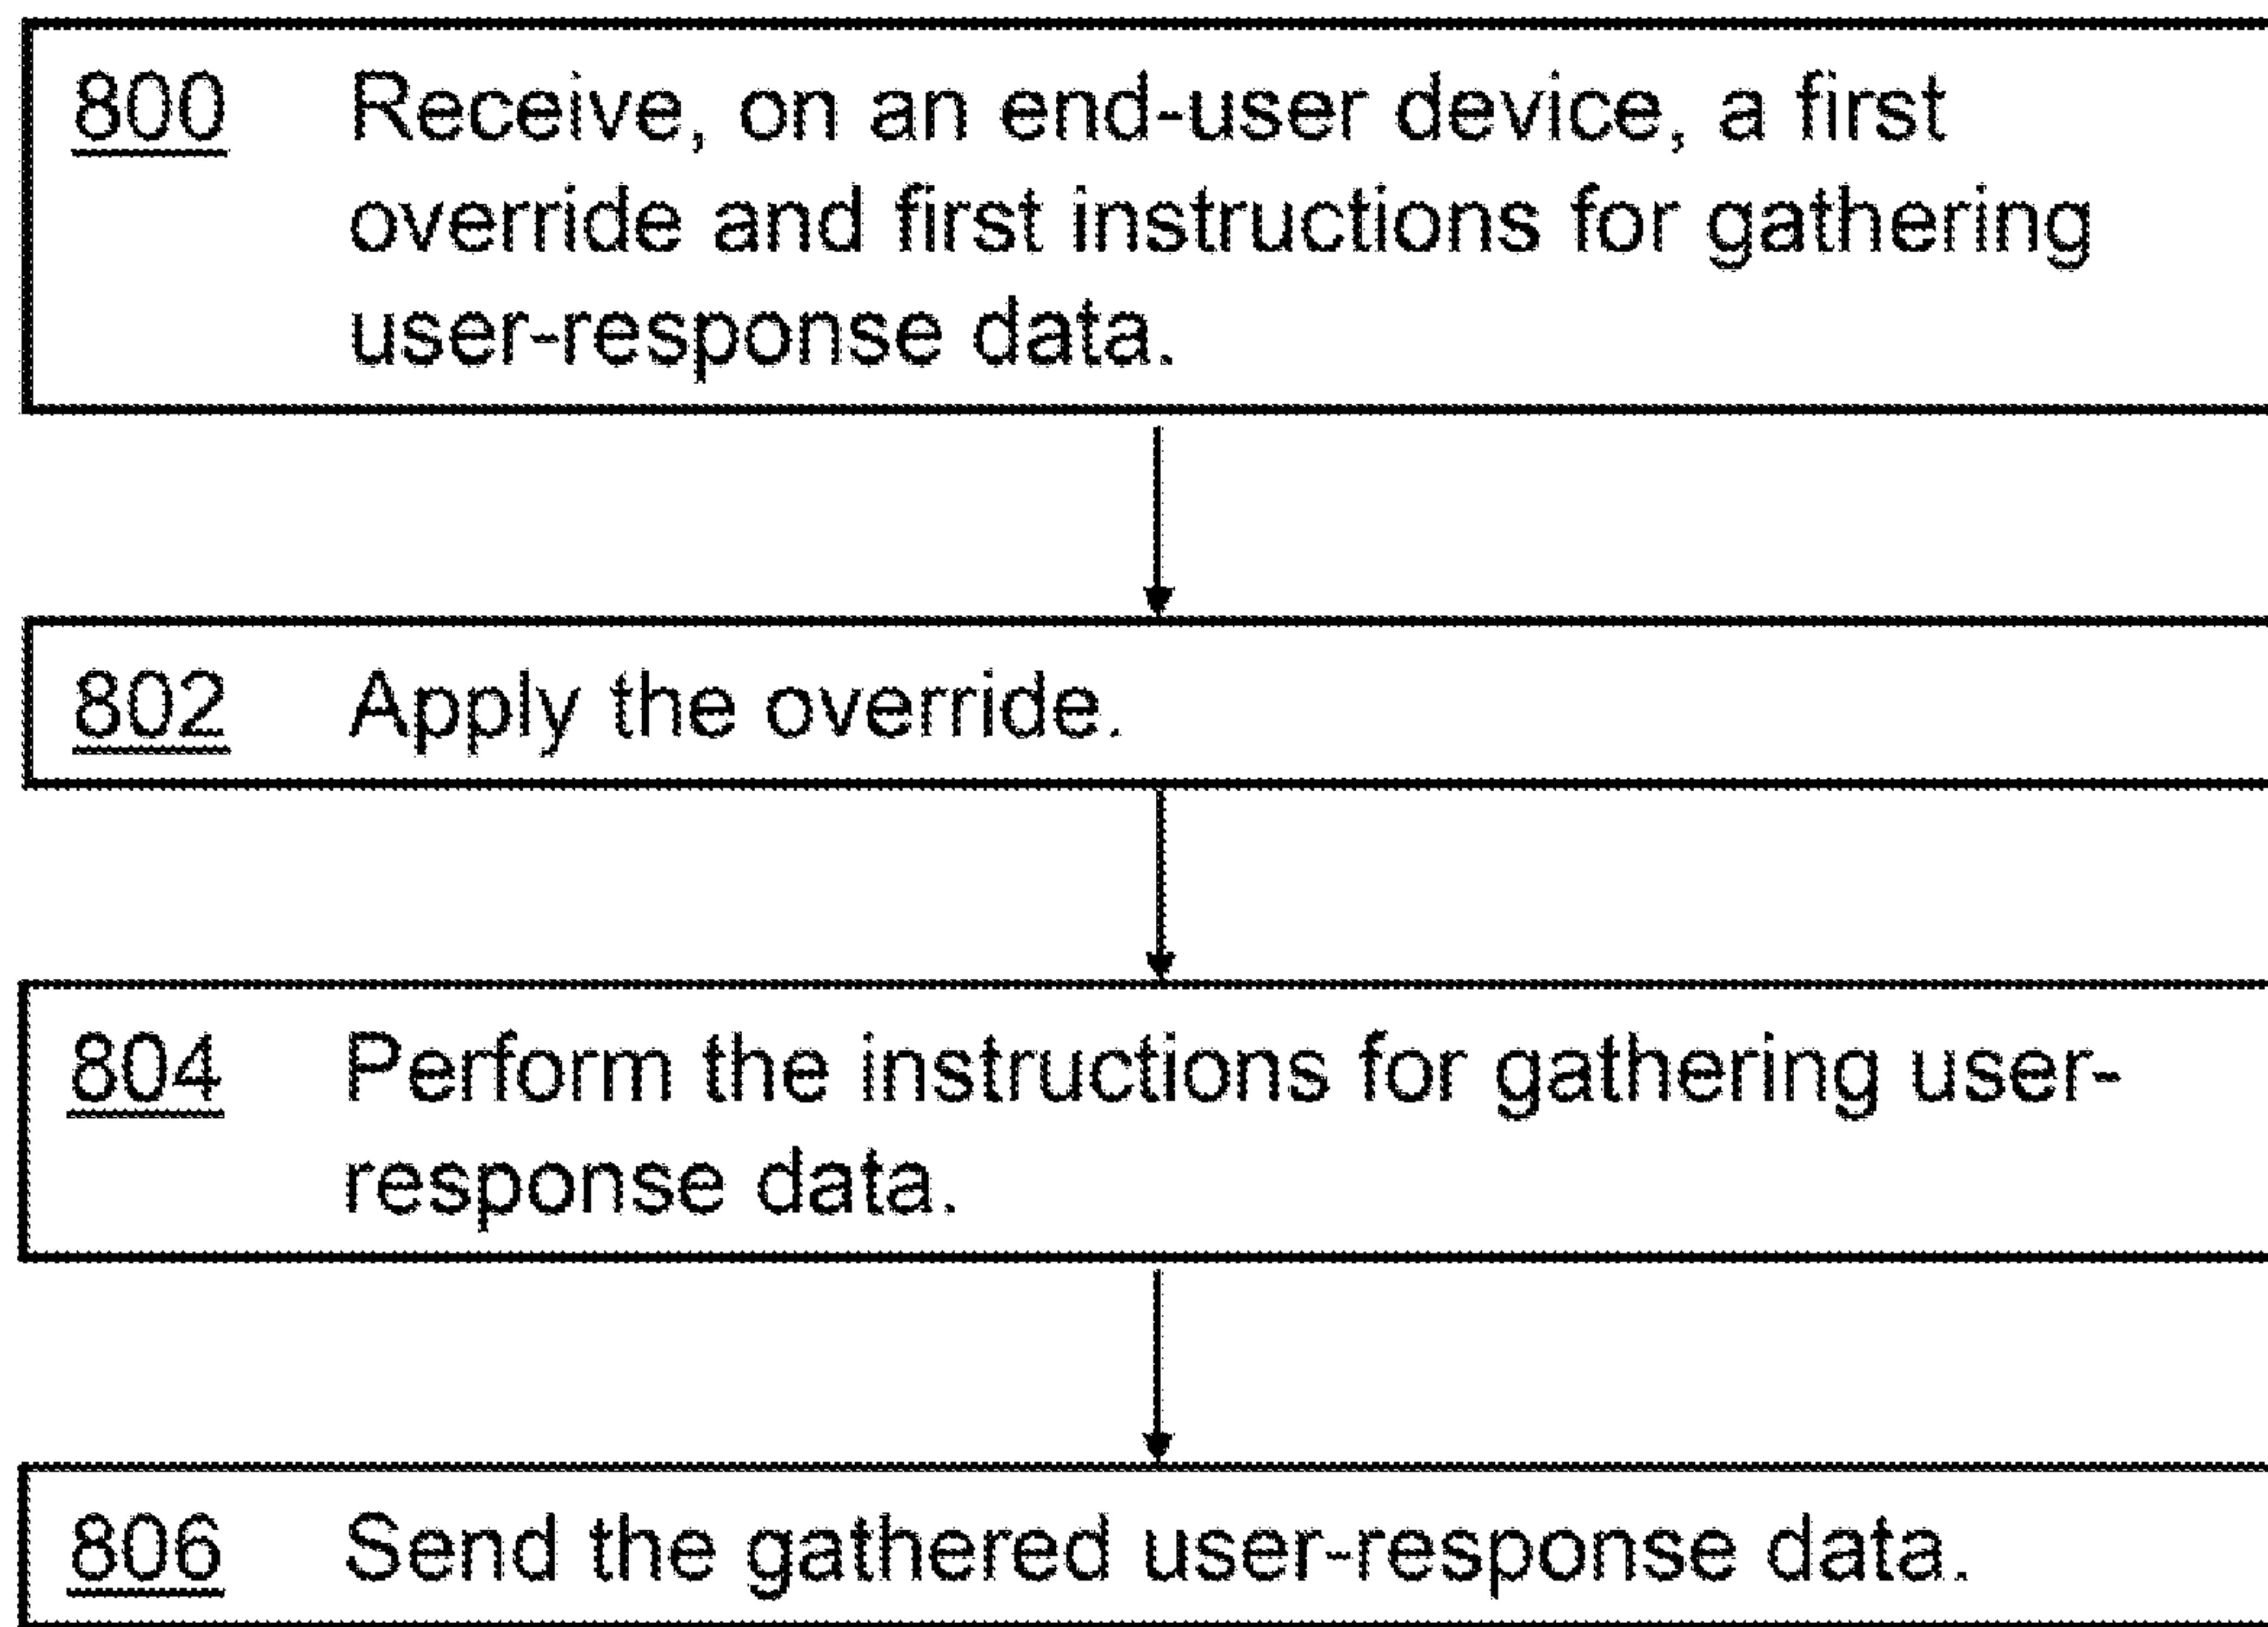 800 Receive, on an end-user device, a first
override and first instructions for gathering
user-response data.
802 Apply the override.
804 Perform the instructions for gathering user-
response data.
806 Send the gathered user-response data.